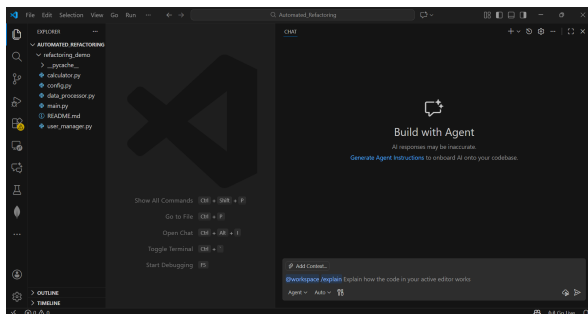 File Edit Selection View Go Run ···
Automated_Refactoring
EXPLORER ···
AUTOMATED_REFACTORING
refactoring_demo
__pycache__
calculator.py
config.py
data_processor.py
main.py
README.md
user_manager.py
OUTLINE
TIMELINE
Show All Commands Ctrl + Shift + P
Go to File Ctrl + P
Open Chat Ctrl + Alt + I
Toggle Terminal Ctrl + `
Start Debugging F5
CHAT
Build with Agent
AI responses may be inaccurate.
Generate Agent Instructions to onboard AI onto your codebase.
Add Context...
@workspace /explain Explain how the code in your active editor works
Agent Auto
0 0
Go Live